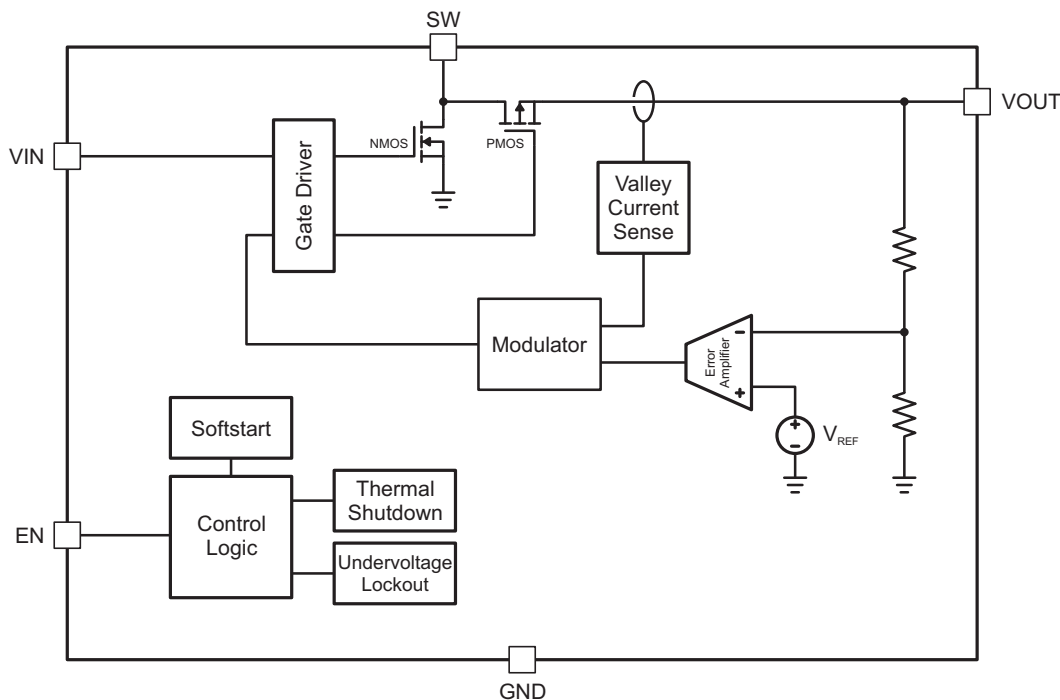 SW
VOUT
VIN
Gate Driver
NMOS
PMOS
Valley
Current
Sense
Modulator
Error
Amplifier
–
+
+
–
VREF
Softstart
Control
Logic
Thermal
Shutdown
Undervoltage
Lockout
EN
GND